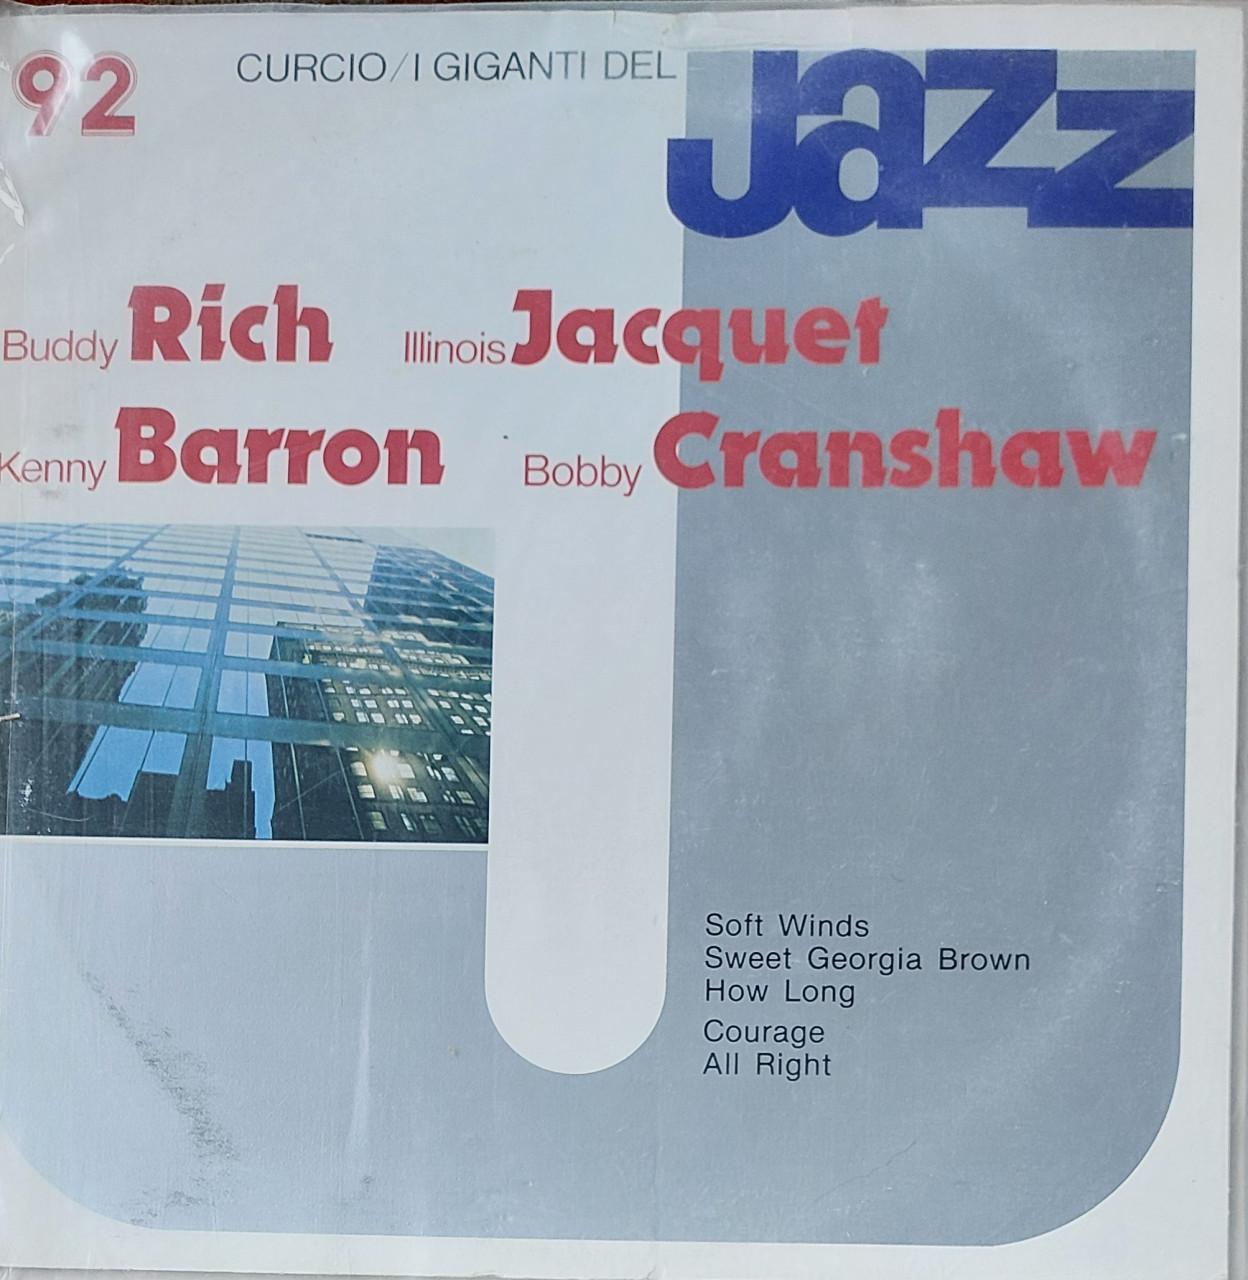 92
CURCIO/I GIGANTI DEL
Jazz
Buddy Rich Illinois Jacquet
Kenny Barron Bobby Cranshaw
Soft Winds
Sweet Georgia Brown
How Long
Courage
All Right